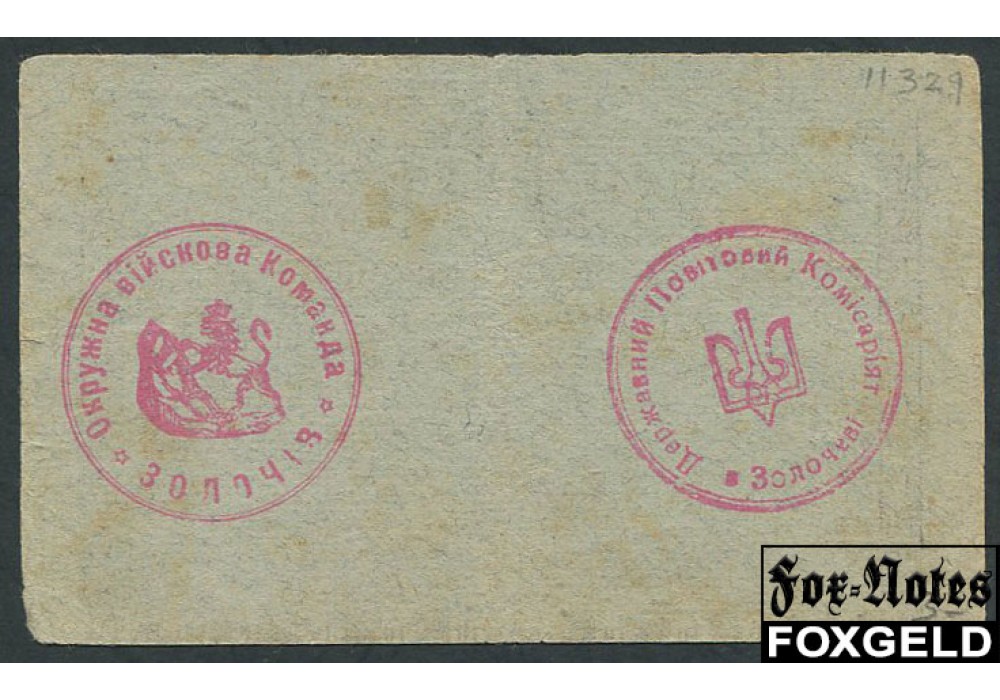 11329
Окружна військова Команда
ЗОЛОЧІВ
Державний Повітовий Комісаріят
в Золочеві
Fox-Notes
FOXGELD